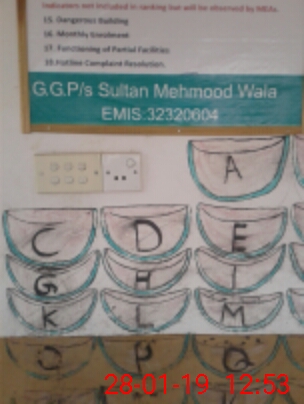 Indicators not included in ranking but will be observed by MEAs.
15. Dangerous Building
16. Monthly Enrolment
17. Functioning of Partial Facilities
18. Hotline Complaint Resolution.
G.G.P/s Sultan Mehmood Wala
EMIS:32320604
A
C D E
G H I
K L M
O P Q
28-01-19 12:53